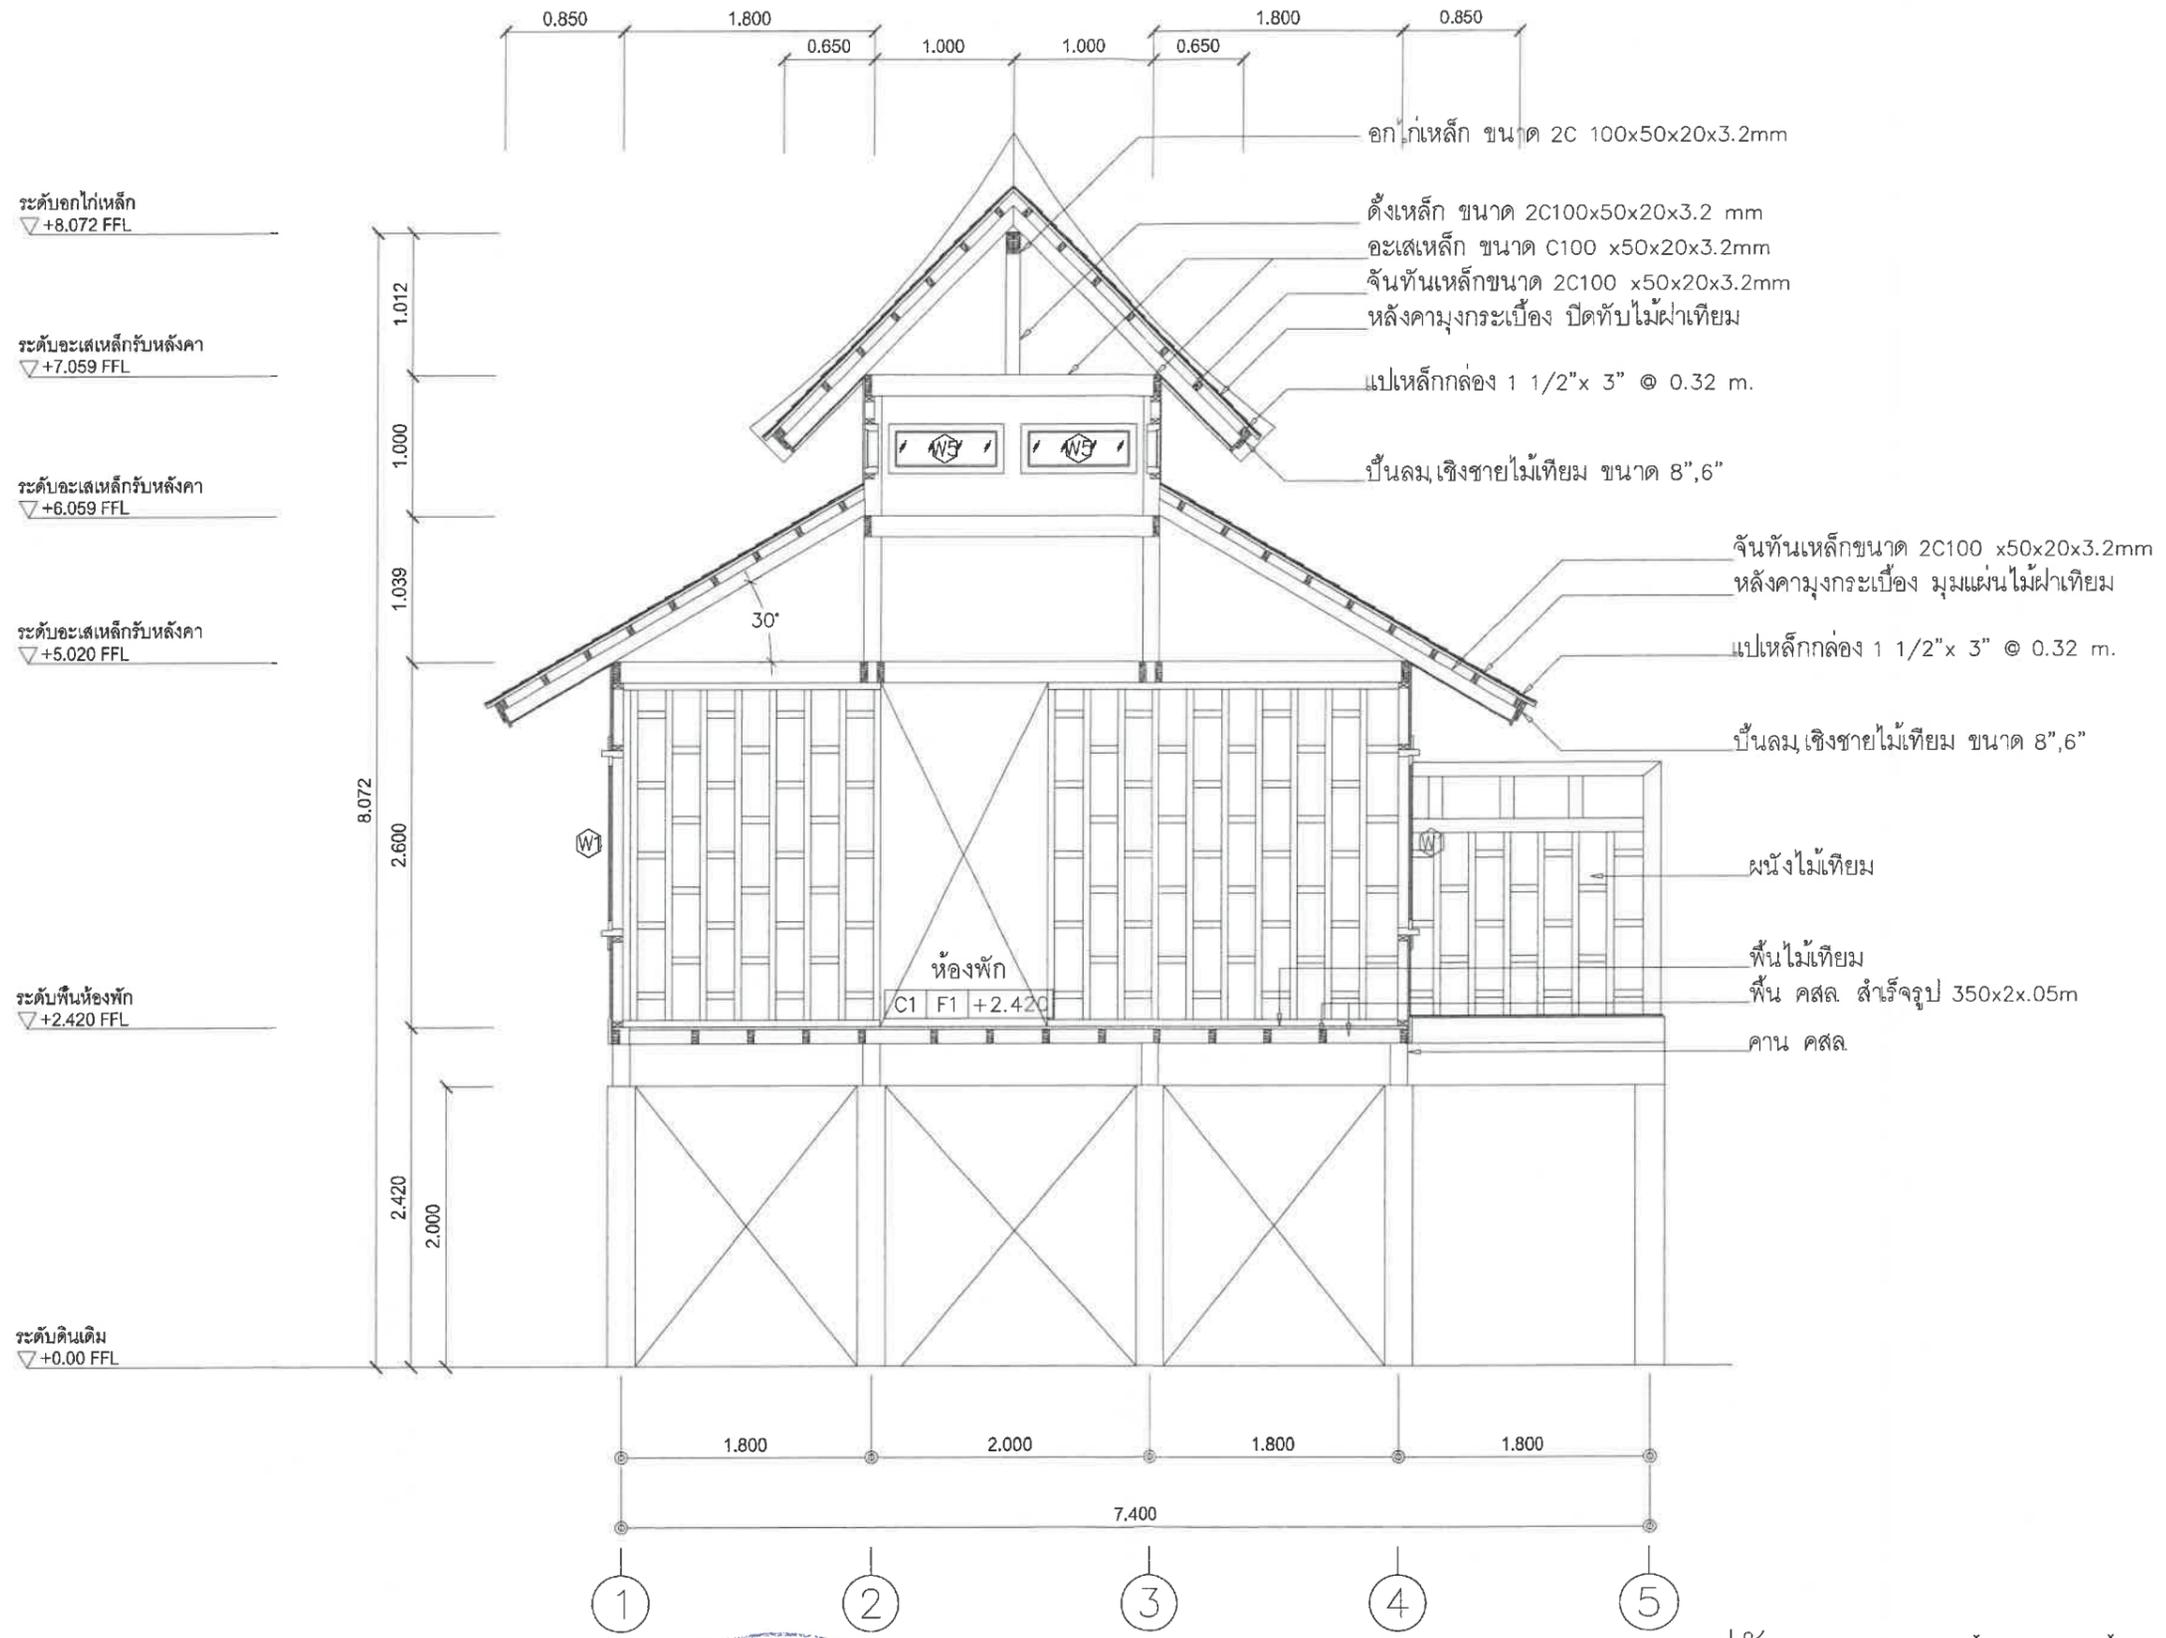 0.850 1.800 1.800 0.850
0.650 1.000 1.000 0.650
อกไก่เหล็ก ขนาด 2C 100x50x20x3.2mm
ดั้งเหล็ก ขนาด 2C100x50x20x3.2 mm
อะเสเหล็ก ขนาด C100 x50x20x3.2mm
จันทันเหล็กขนาด 2C100 x50x20x3.2mm
หลังคามุงกระเบื้อง ปิดทับไม้ฝาเทียม
แปเหล็กกล่อง 1 1/2"x 3" @ 0.32 m.
ปั้นลม,เชิงชายไม้เทียม ขนาด 8",6"
จันทันเหล็กขนาด 2C100 x50x20x3.2mm
หลังคามุงกระเบื้อง มุมแผ่นไม้ฝาเทียม
แปเหล็กกล่อง 1 1/2"x 3" @ 0.32 m.
ปั้นลม,เชิงชายไม้เทียม ขนาด 8",6"
ผนังไม้เทียม
พื้นไม้เทียม
พื้น คสล. สำเร็จรูป 350x2x.05m
คาน คสล.
ระดับอกไก่เหล็ก
+8.072 FFL
ระดับอะเสเหล็กรับหลังคา
+7.059 FFL
ระดับอะเสเหล็กรับหลังคา
+6.059 FFL
ระดับอะเสเหล็กรับหลังคา
+5.020 FFL
ระดับพื้นห้องพัก
+2.420 FFL
ระดับดินเดิม
+0.00 FFL
1.012
1.000
1.039
2.600
8.072
2.420
2.000
W5 W5
30°
W1 W
ห้องพัก
C1 F1 +2.420
1.800 2.000 1.800 1.800
7.400
1 2 3 4 5